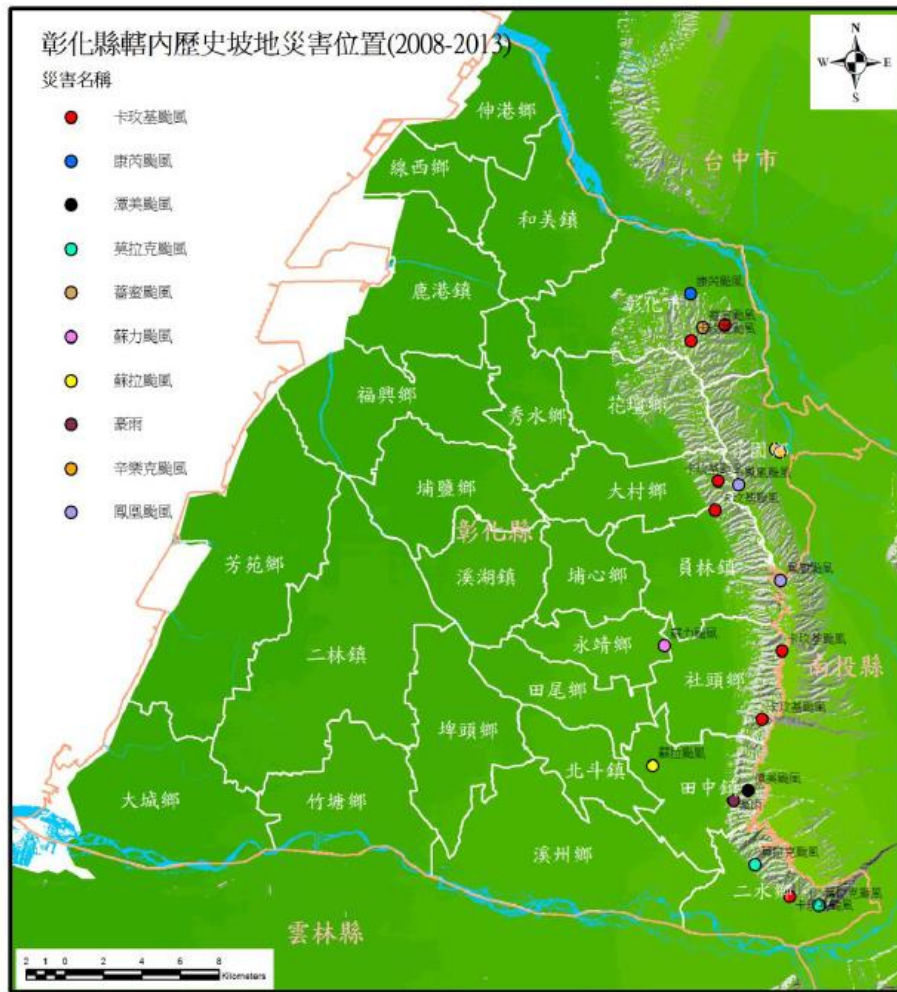 彰化縣轄內歷史坡地災害位置(2008-2013)
災害名稱
卡玫基颱風
康芮颱風
潭美颱風
莫拉克颱風
薔蜜颱風
蘇力颱風
蘇拉颱風
豪雨
辛樂克颱風
鳳凰颱風
N
W
E
S
伸港鄉
線西鄉
台中市
和美鎮
鹿港鎮
康芮颱風
彰化市
福興鄉
秀水鄉
花壇鄉
埔鹽鄉
大村鄉
卡玫基颱風
彰化縣
芳苑鄉
溪湖鎮
埔心鄉
員林鎮
鳳凰颱風
二林鎮
永靖鄉
蘇力颱風
卡玫基颱風
南投縣
田尾鄉
社頭鄉
埤頭鄉
卡玫基颱風
北斗鎮
蘇拉颱風
田中鎮
潭美颱風
豪雨
大城鄉
竹塘鄉
溪州鄉
莫拉克颱風
二水鄉
莫拉克颱風
雲林縣
2 1 0 2 4 6 8
Kilometers